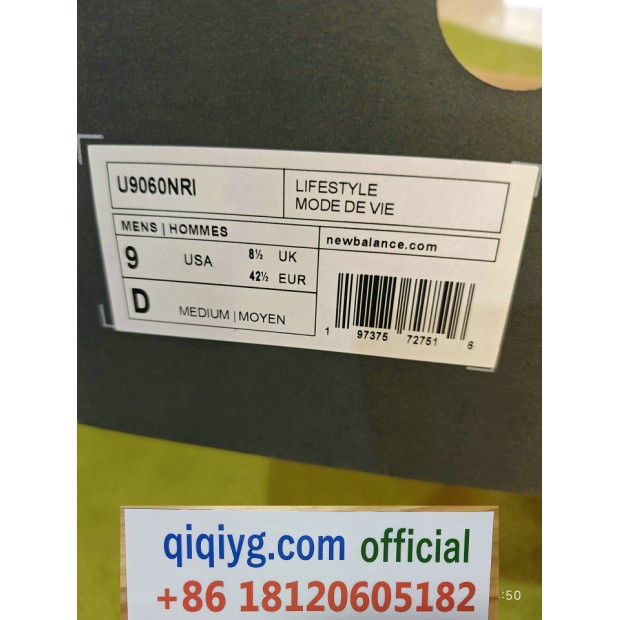 U9060NRI
LIFESTYLE
MODE DE VIE
MENS | HOMMES
newbalance.com
9 USA 8½ UK
42½ EUR
D MEDIUM | MOYEN
1 97375 72751 6
qiqiyg.com official
+86 18120605182
:50